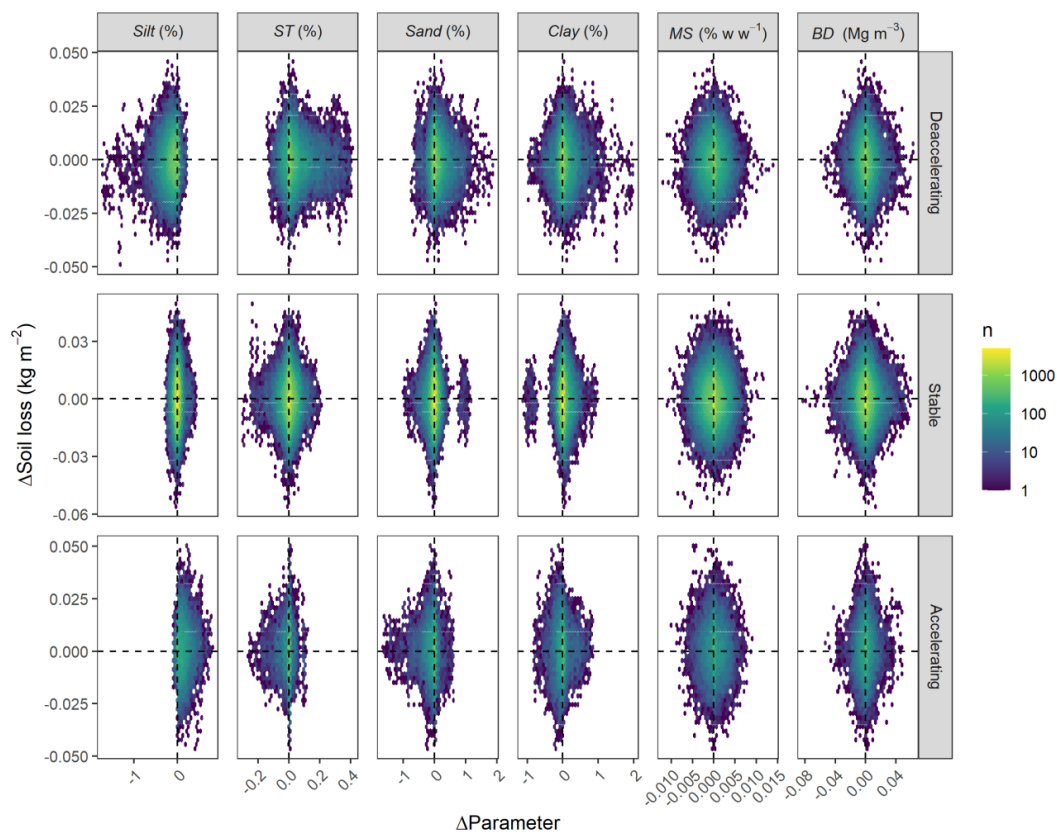 Silt (%) ST (%) Sand (%) Clay (%) MS (% w w⁻¹) BD (Mg m⁻³)
0.050
0.025
0.000
-0.025
-0.050
Deaccelerating
0.03
0.00
-0.03
-0.06
Stable
0.050
0.025
0.000
-0.025
-0.050
Accelerating
ΔSoil loss (kg m⁻²)
n
1000
100
10
1
-1 0 -0.2 0.0 0.2 0.4 -1 0 1 2 -1 0 1 2 -0.010 -0.005 0.000 0.005 0.010 0.015 -0.08 -0.04 0.00 0.04
ΔParameter